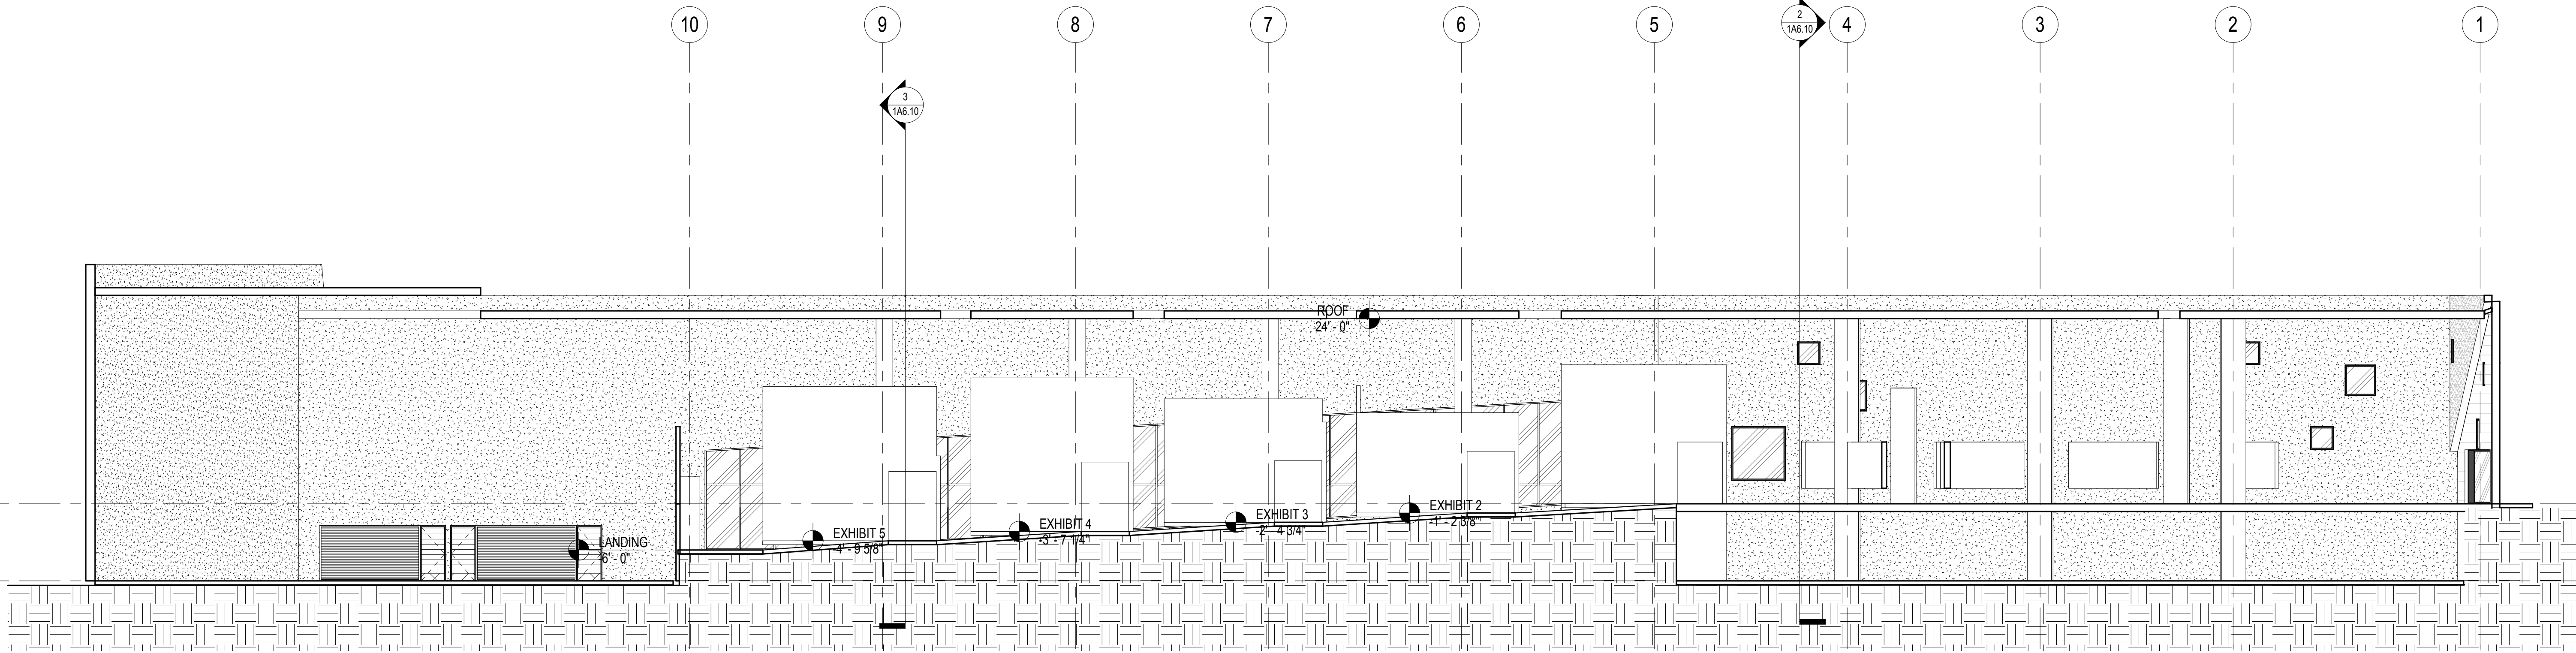 10
9
8
7
6
5
2
1A6.10
4
3
2
1
3
1A6.10
ROOF
24' - 0"
EXHIBIT 2
-1' - 2 3/8"
EXHIBIT 3
-2' - 4 3/4"
EXHIBIT 4
-3' - 7 1/4"
EXHIBIT 5
-4' - 9 5/8"
LANDING
-6' - 0"